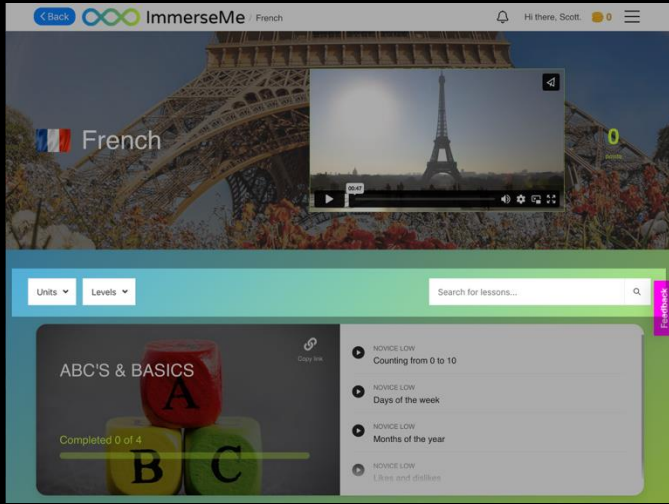 < Back ImmerseMe / French Hi there, Scott. 0
French
0
00:47
Units Levels Search for lessons...
Feedback
ABC'S & BASICS
Copy link
Completed 0 of 4
A
B C
NOVICE LOW
Counting from 0 to 10
NOVICE LOW
Days of the week
NOVICE LOW
Months of the year
NOVICE LOW
Likes and dislikes